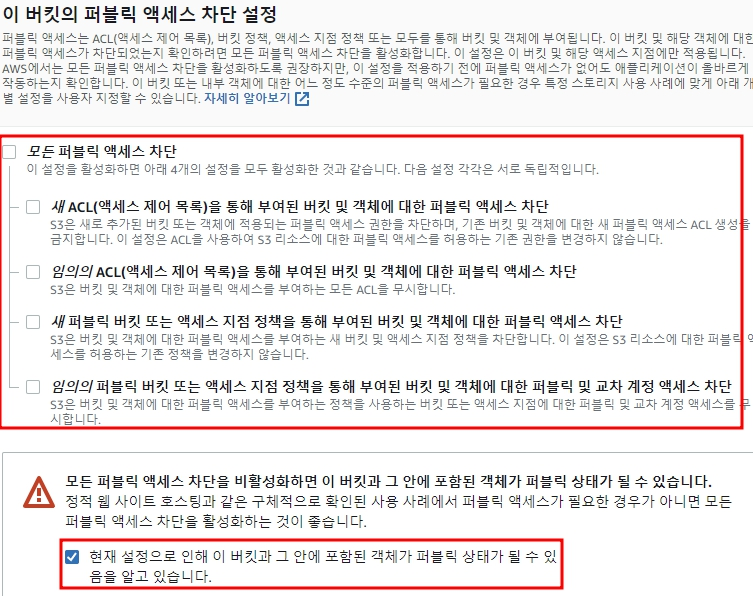 이 버킷의 퍼블릭 액세스 차단 설정
퍼블릭 액세스는 ACL(액세스 제어 목록), 버킷 정책, 액세스 지점 정책 또는 모두를 통해 버킷 및 객체에 부여됩니다. 이 버킷 및 해당 객체에 대한
퍼블릭 액세스가 차단되었는지 확인하려면 모든 퍼블릭 액세스 차단을 활성화합니다. 이 설정은 이 버킷 및 해당 액세스 지점에만 적용됩니다.
AWS에서는 모든 퍼블릭 액세스 차단을 활성화하도록 권장하지만, 이 설정을 적용하기 전에 퍼블릭 액세스가 없어도 애플리케이션이 올바르게
작동하는지 확인합니다. 이 버킷 또는 내부 객체에 대한 어느 정도 수준의 퍼블릭 액세스가 필요한 경우 특정 스토리지 사용 사례에 맞게 아래 개
별 설정을 사용자 지정할 수 있습니다. 자세히 알아보기
모든 퍼블릭 액세스 차단
이 설정을 활성화하면 아래 4개의 설정을 모두 활성화한 것과 같습니다. 다음 설정 각각은 서로 독립적입니다.
새 ACL(액세스 제어 목록)을 통해 부여된 버킷 및 객체에 대한 퍼블릭 액세스 차단
S3은 새로 추가된 버킷 또는 객체에 적용되는 퍼블릭 액세스 권한을 차단하며, 기존 버킷 및 객체에 대한 새 퍼블릭 액세스 ACL 생성을
금지합니다. 이 설정은 ACL을 사용하여 S3 리소스에 대한 퍼블릭 액세스를 허용하는 기존 권한을 변경하지 않습니다.
임의의 ACL(액세스 제어 목록)을 통해 부여된 버킷 및 객체에 대한 퍼블릭 액세스 차단
S3은 버킷 및 객체에 대한 퍼블릭 액세스를 부여하는 모든 ACL을 무시합니다.
새 퍼블릭 버킷 또는 액세스 지점 정책을 통해 부여된 버킷 및 객체에 대한 퍼블릭 액세스 차단
S3은 버킷 및 객체에 대한 퍼블릭 액세스를 부여하는 새 버킷 및 액세스 지점 정책을 차단합니다. 이 설정은 S3 리소스에 대한 퍼블릭 액
세스를 허용하는 기존 정책을 변경하지 않습니다.
임의의 퍼블릭 버킷 또는 액세스 지점 정책을 통해 부여된 버킷 및 객체에 대한 퍼블릭 및 교차 계정 액세스 차단
S3은 버킷 및 객체에 대한 퍼블릭 액세스를 부여하는 정책을 사용하는 버킷 또는 액세스 지점에 대한 퍼블릭 및 교차 계정 액세스를 무
시합니다.
모든 퍼블릭 액세스 차단을 비활성화하면 이 버킷과 그 안에 포함된 객체가 퍼블릭 상태가 될 수 있습니다.
정적 웹 사이트 호스팅과 같은 구체적으로 확인된 사용 사례에서 퍼블릭 액세스가 필요한 경우가 아니면 모든
퍼블릭 액세스 차단을 활성화하는 것이 좋습니다.
현재 설정으로 인해 이 버킷과 그 안에 포함된 객체가 퍼블릭 상태가 될 수 있
음을 알고 있습니다.